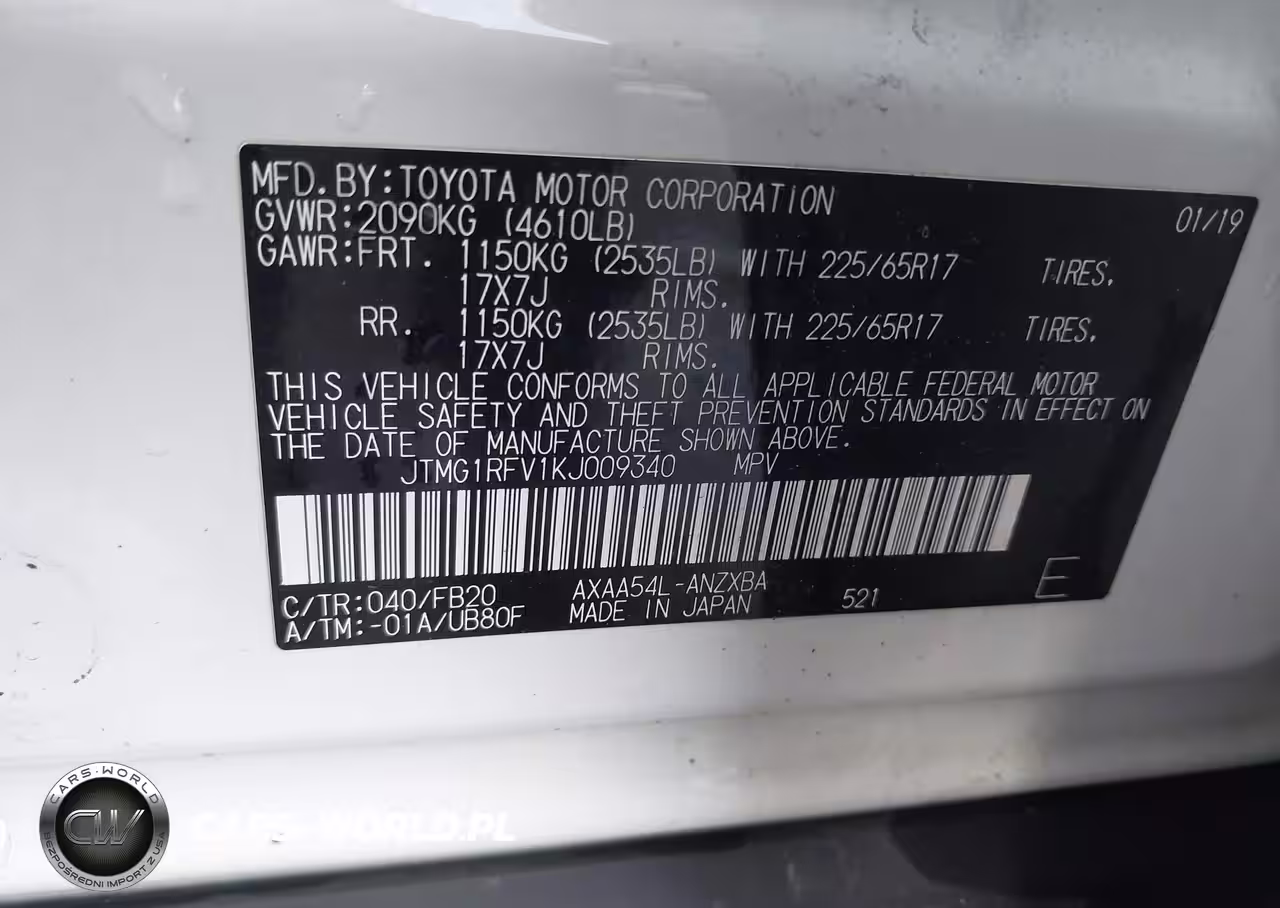 MFD.BY:TOYOTA MOTOR CORPORATION 01/19
GVWR:2090KG (4610LB)
GAWR:FRT. 1150KG (2535LB) WITH 225/65R17 TIRES.
17X7J RIMS.
RR. 1150KG (2535LB) WITH 225/65R17 TIRES.
17X7J RIMS.
THIS VEHICLE CONFORMS TO ALL APPLICABLE FEDERAL MOTOR
VEHICLE SAFETY AND THEFT PREVENTION STANDARDS IN EFFECT ON
THE DATE OF MANUFACTURE SHOWN ABOVE.
JTMG1RFV1KJ009340 MPV
C/TR:040/FB20 AXAA54L-ANZXBA 521 E
A/TM:-01A/UB80F MADE IN JAPAN
CARS-WORLD
CW
BEZPOŚREDNI IMPORT Z USA
CARS-WORLD.PL